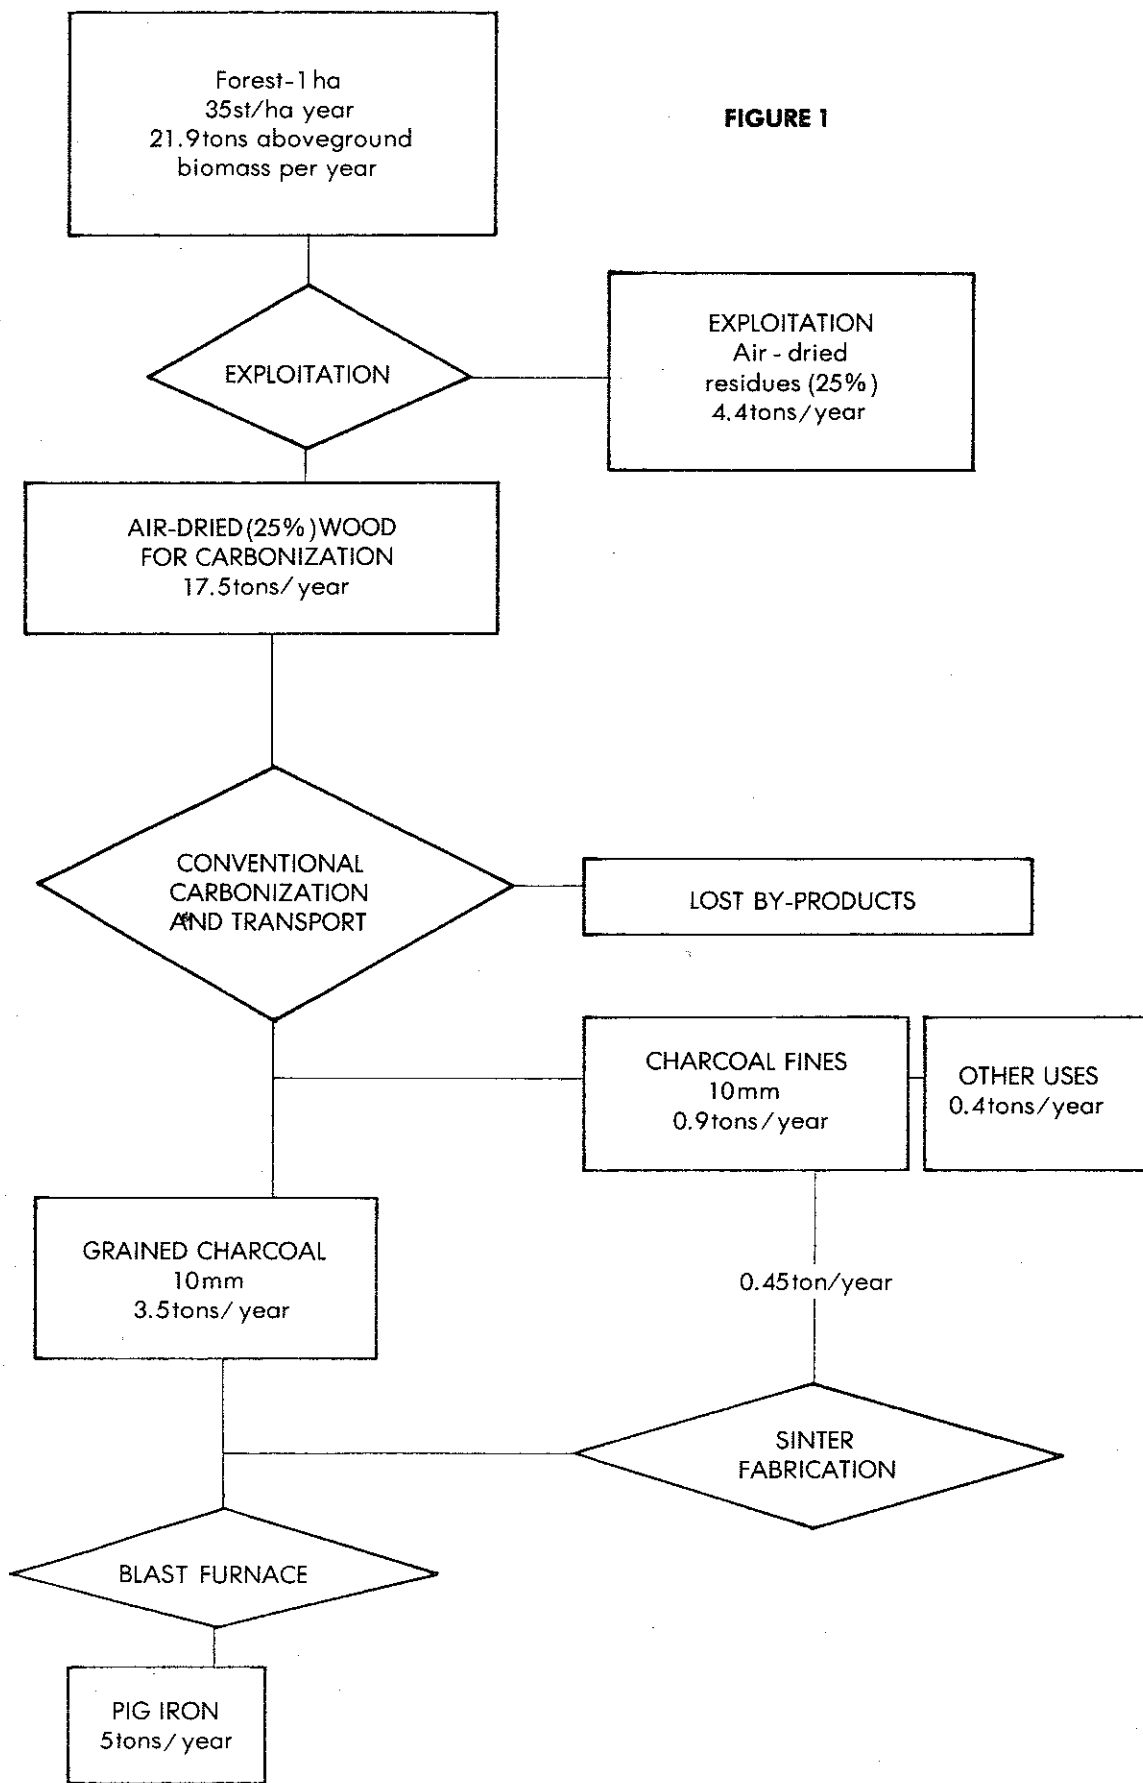 Forest-1 ha
35st/ha year
21.9tons aboveground
biomass per year
FIGURE 1
EXPLOITATION
EXPLOITATION
Air - dried
residues (25%)
4.4tons/year
AIR-DRIED(25%)WOOD
FOR CARBONIZATION
17.5tons/year
CONVENTIONAL
CARBONIZATION
AND TRANSPORT
LOST BY-PRODUCTS
CHARCOAL FINES
10mm
0.9tons/year
OTHER USES
0.4tons/year
GRAINED CHARCOAL
10mm
3.5tons/year
0.45ton/year
SINTER
FABRICATION
BLAST FURNACE
PIG IRON
5tons/year